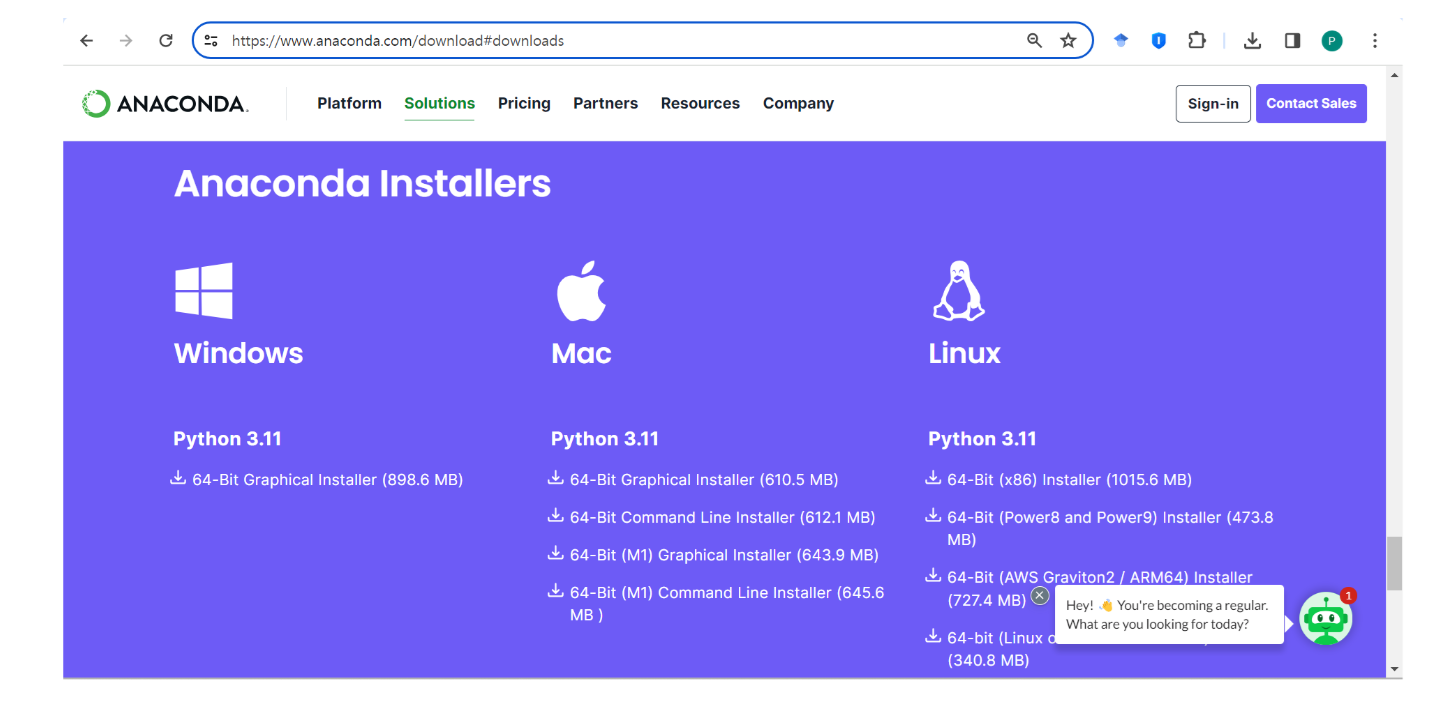 https://www.anaconda.com/download#downloads
P
ANACONDA.
Platform Solutions Pricing Partners Resources Company
Sign-in
Contact Sales
Anaconda Installers
Windows
Python 3.11
64-Bit Graphical Installer (898.6 MB)
Mac
Python 3.11
64-Bit Graphical Installer (610.5 MB)
64-Bit Command Line Installer (612.1 MB)
64-Bit (M1) Graphical Installer (643.9 MB)
64-Bit (M1) Command Line Installer (645.6
MB )
Linux
Python 3.11
64-Bit (x86) Installer (1015.6 MB)
64-Bit (Power8 and Power9) Installer (473.8
MB)
64-Bit (AWS Graviton2 / ARM64) Installer
(727.4 MB)
64-bit (Linux
(340.8 MB)
Hey! 👋 You're becoming a regular.
What are you looking for today?
1